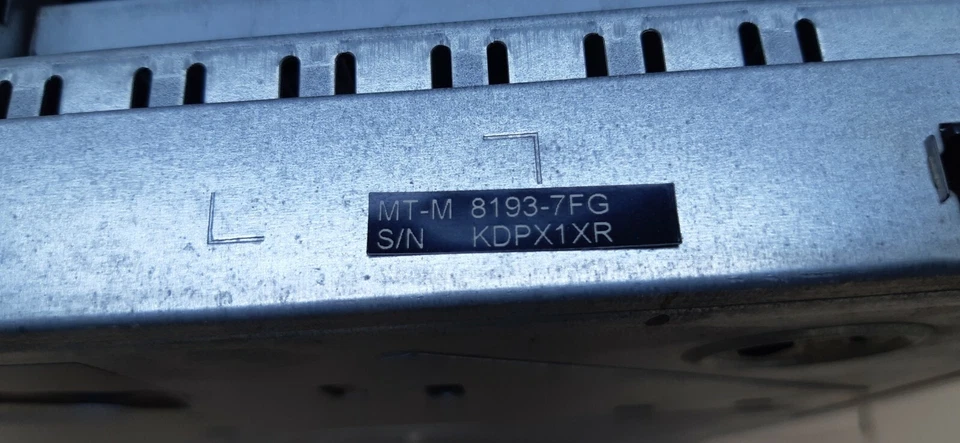 MT-M 8193-7FG
S/N KDPX1XR